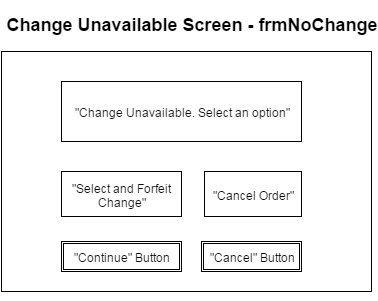 Change Unavailable Screen - frmNoChange
"Change Unavailable. Select an option"
"Select and Forfeit
Change"
"Cancel Order"
"Continue" Button
"Cancel" Button